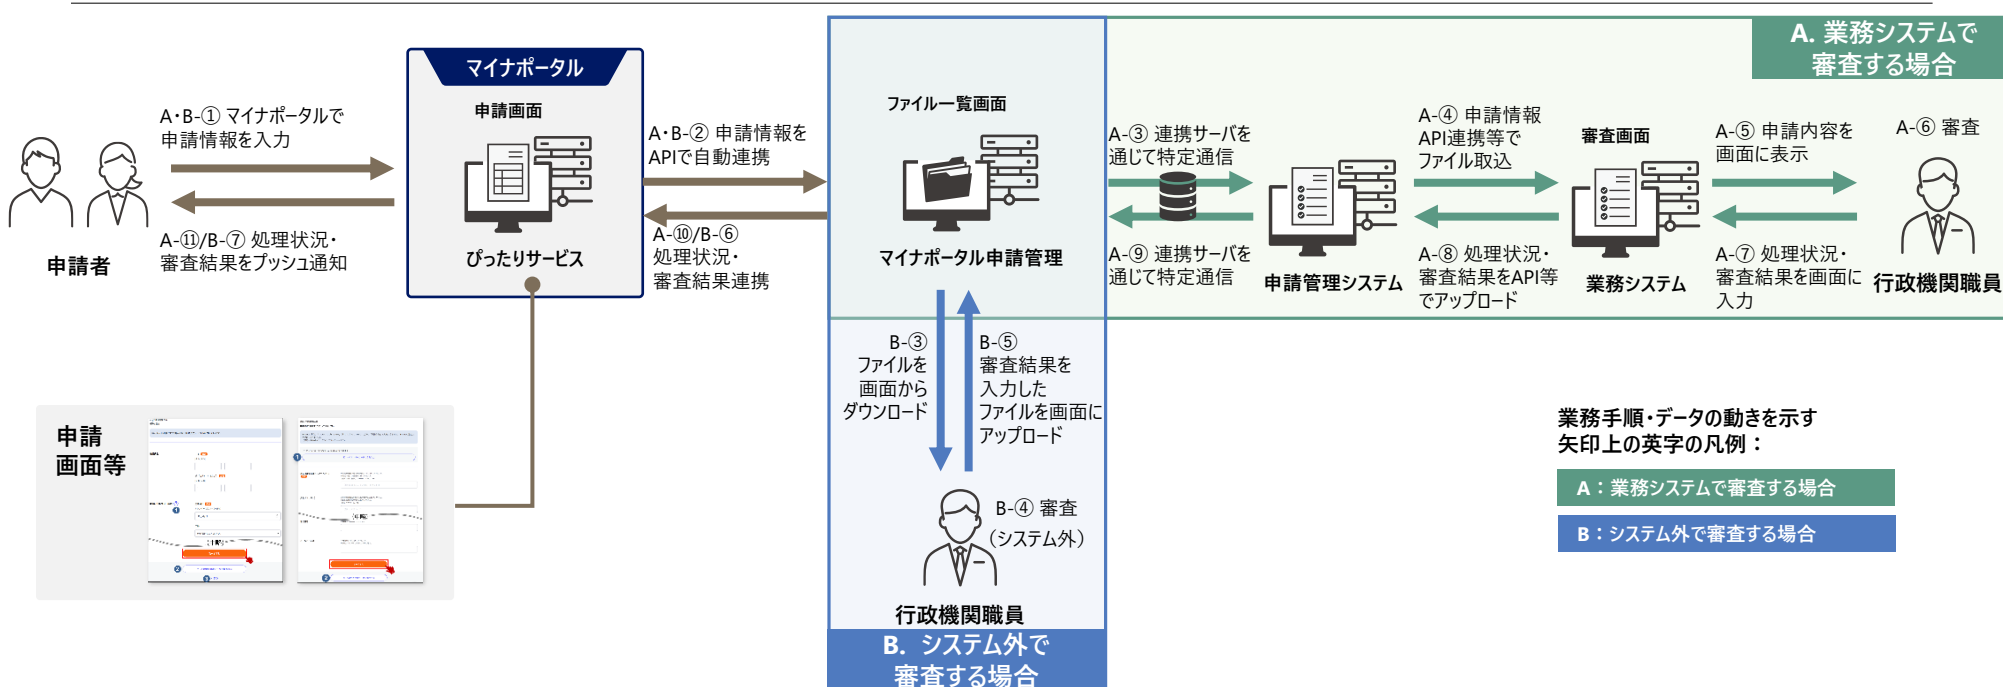 A. 業務システムで
審査する場合
マイナポータル
申請画面
ぴったりサービス
A・B-① マイナポータルで
申請情報を入力
申請者
A-⑪/B-⑦ 処理状況・
審査結果をプッシュ通知
A・B-② 申請情報を
APIで自動連携
A-⑩/B-⑥
処理状況・
審査結果連携
ファイル一覧画面
マイナポータル申請管理
A-③ 連携サーバを
通じて特定通信
A-⑨ 連携サーバを
通じて特定通信
申請管理システム
A-④ 申請情報
API連携等で
ファイル取込
A-⑧ 処理状況・
審査結果をAPI等
でアップロード
審査画面
業務システム
A-⑤ 申請内容を
画面に表示
A-⑦ 処理状況・
審査結果を画面に
入力
A-⑥ 審査
行政機関職員
B-③
ファイルを
画面から
ダウンロード
B-⑤
審査結果を
入力した
ファイルを画面に
アップロード
B-④ 審査
（システム外）
行政機関職員
B. システム外で
審査する場合
申請
画面等
業務手順・データの動きを示す
矢印上の英字の凡例：
A：業務システムで審査する場合
B：システム外で審査する場合